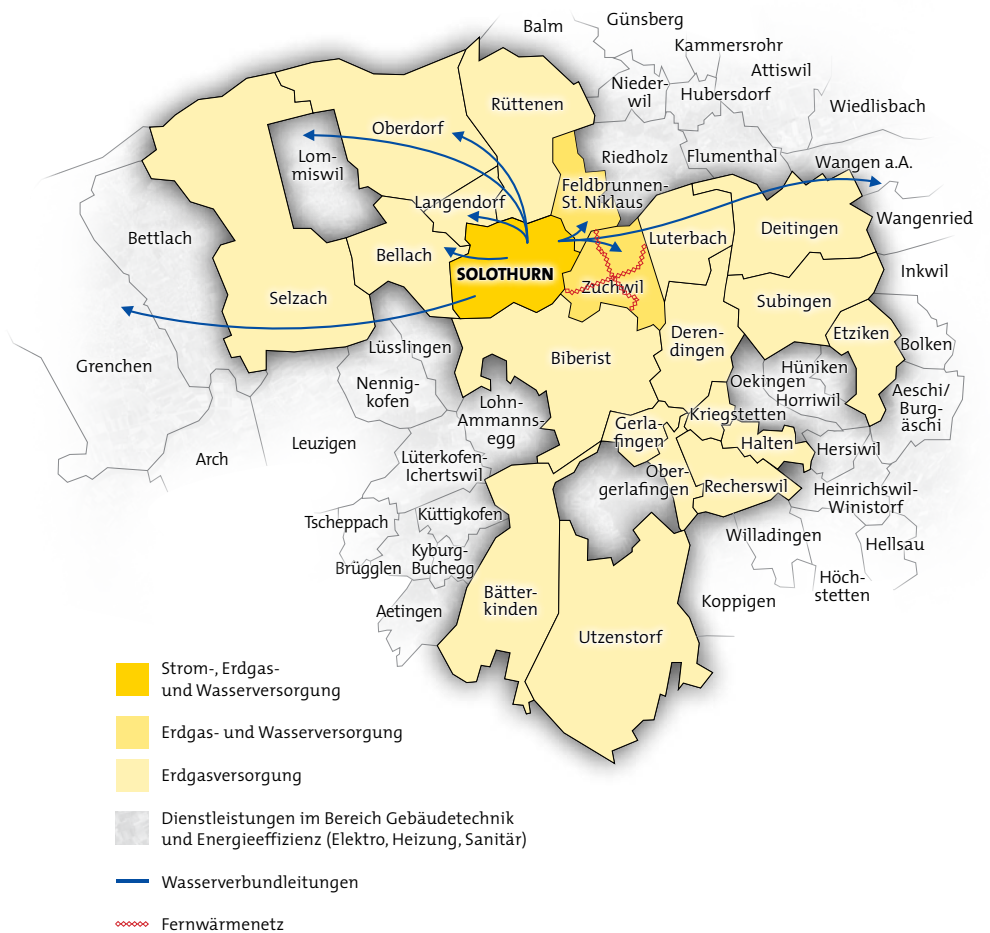 Balm
Günsberg
Kammersrohr
Attiswil
Nieder-
wil
Hubersdorf
Wiedlisbach
Rüttenen
Oberdorf
Lom-
miswil
Riedholz
Flumenthal
Wangen a.A.
Feldbrunnen-
St. Niklaus
Langendorf
Wangenried
Bettlach
Bellach
Luterbach
Deitingen
SOLOTHURN
Inkwil
Zuchwil
Selzach
Subingen
Etziken
Bolken
Deren-
dingen
Lüsslingen
Biberist
Grenchen
Hüniken
Oekingen
Horriwil
Nennig-
kofen
Aeschi/
Burg-
äschi
Lohn-
Ammanns-
egg
Kriegstetten
Gerla-
fingen
Halten
Hersiwil
Leuzigen
Arch
Lüterkofen-
Ichertswil
Ober-
gerlafingen
Recherswil
Heinrichswil-
Winistorf
Tscheppach
Küttigkofen
Willadingen
Hellsau
Kyburg-
Buchegg
Brügglen
Höch-
stetten
Aetingen
Bätter-
kinden
Koppigen
Utzenstorf
Strom-, Erdgas-
und Wasserversorgung
Erdgas- und Wasserversorgung
Erdgasversorgung
Dienstleistungen im Bereich Gebäudetechnik
und Energieeffizienz (Elektro, Heizung, Sanitär)
Wasserverbundleitungen
Fernwärmenetz